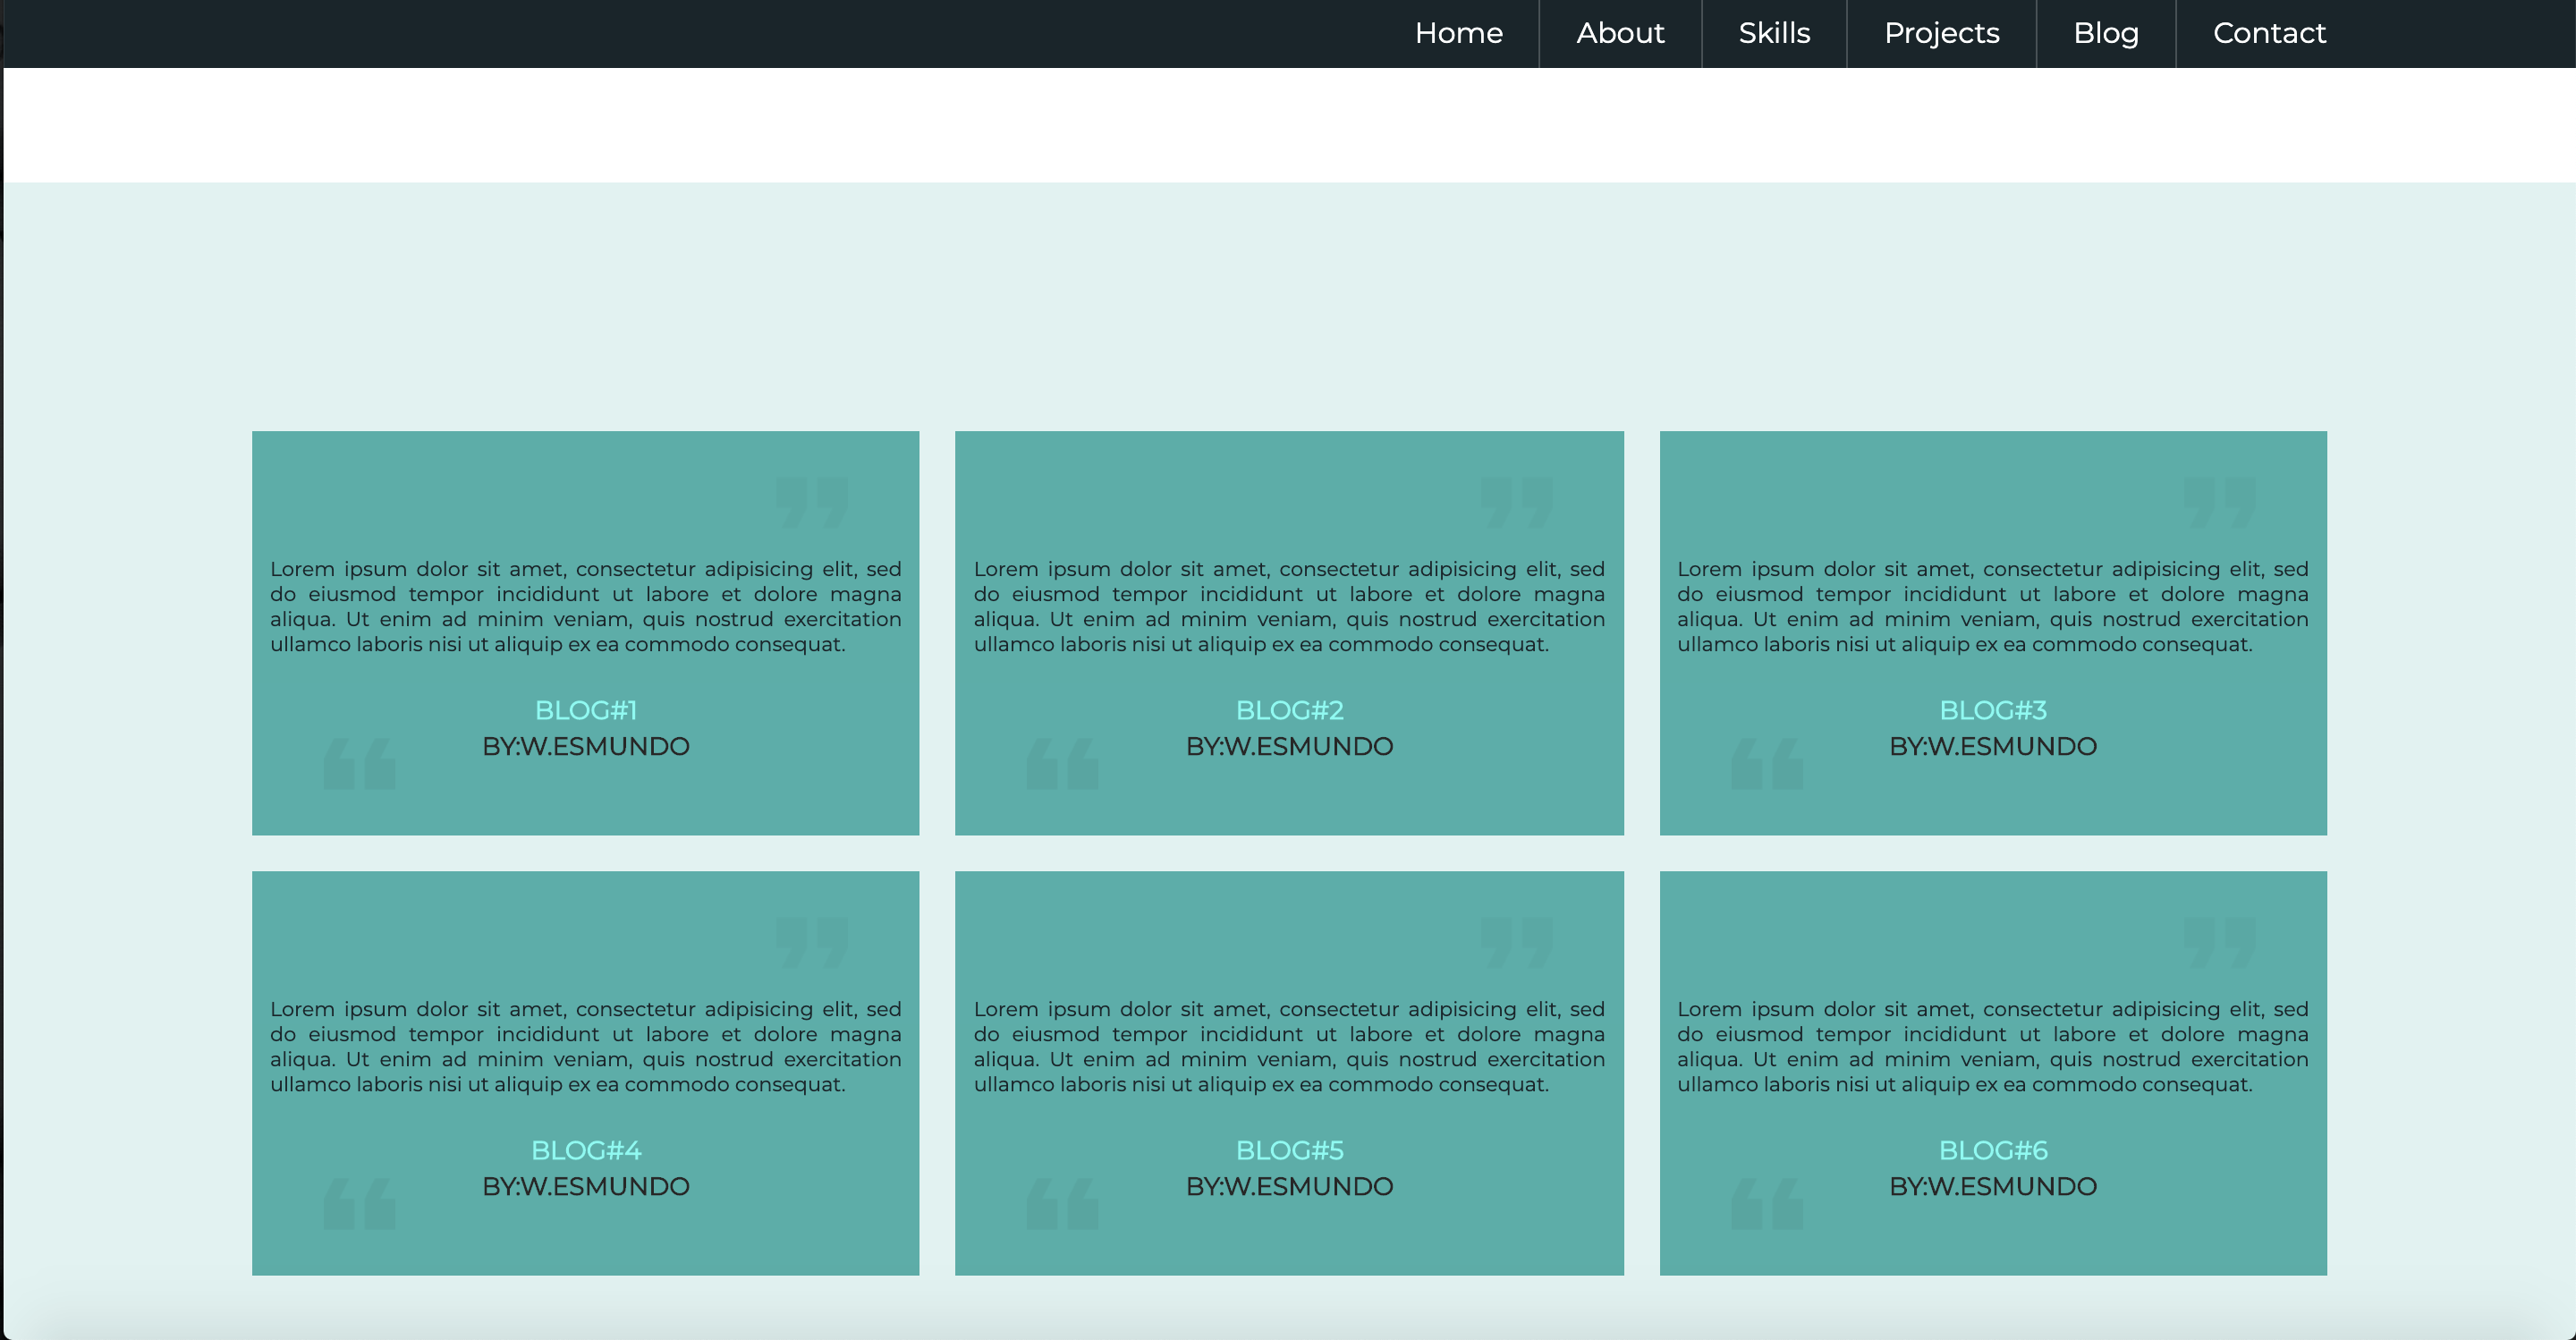 Home About Skills Projects Blog Contact
”
Lorem ipsum dolor sit amet, consectetur adipisicing elit, sed
do eiusmod tempor incididunt ut labore et dolore magna
aliqua. Ut enim ad minim veniam, quis nostrud exercitation
ullamco laboris nisi ut aliquip ex ea commodo consequat.
BLOG#1
BY:W.ESMUNDO
“
”
Lorem ipsum dolor sit amet, consectetur adipisicing elit, sed
do eiusmod tempor incididunt ut labore et dolore magna
aliqua. Ut enim ad minim veniam, quis nostrud exercitation
ullamco laboris nisi ut aliquip ex ea commodo consequat.
BLOG#2
BY:W.ESMUNDO
“
”
Lorem ipsum dolor sit amet, consectetur adipisicing elit, sed
do eiusmod tempor incididunt ut labore et dolore magna
aliqua. Ut enim ad minim veniam, quis nostrud exercitation
ullamco laboris nisi ut aliquip ex ea commodo consequat.
BLOG#3
BY:W.ESMUNDO
“
”
Lorem ipsum dolor sit amet, consectetur adipisicing elit, sed
do eiusmod tempor incididunt ut labore et dolore magna
aliqua. Ut enim ad minim veniam, quis nostrud exercitation
ullamco laboris nisi ut aliquip ex ea commodo consequat.
BLOG#4
BY:W.ESMUNDO
“
”
Lorem ipsum dolor sit amet, consectetur adipisicing elit, sed
do eiusmod tempor incididunt ut labore et dolore magna
aliqua. Ut enim ad minim veniam, quis nostrud exercitation
ullamco laboris nisi ut aliquip ex ea commodo consequat.
BLOG#5
BY:W.ESMUNDO
“
”
Lorem ipsum dolor sit amet, consectetur adipisicing elit, sed
do eiusmod tempor incididunt ut labore et dolore magna
aliqua. Ut enim ad minim veniam, quis nostrud exercitation
ullamco laboris nisi ut aliquip ex ea commodo consequat.
BLOG#6
BY:W.ESMUNDO
“